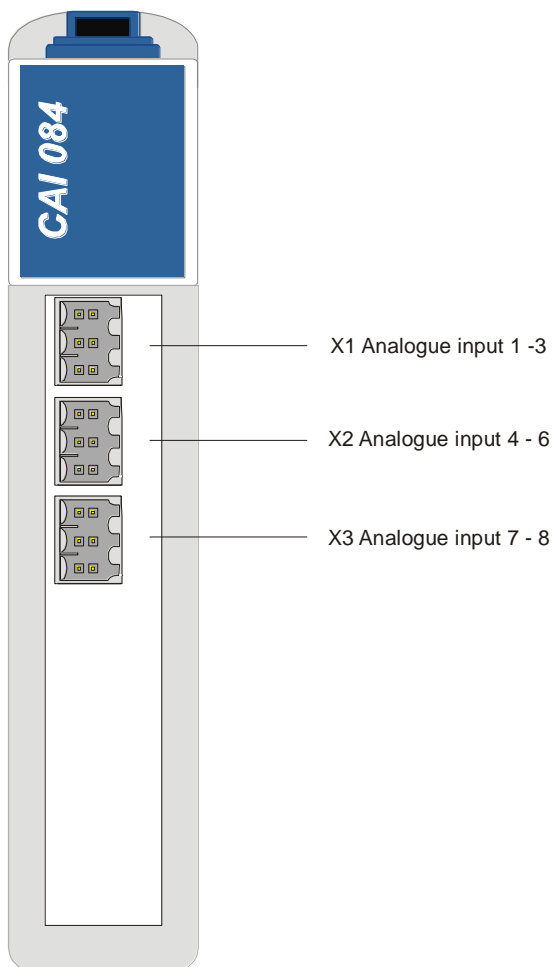 CAI 084
X1 Analogue input 1 -3
X2 Analogue input 4 - 6
X3 Analogue input 7 - 8